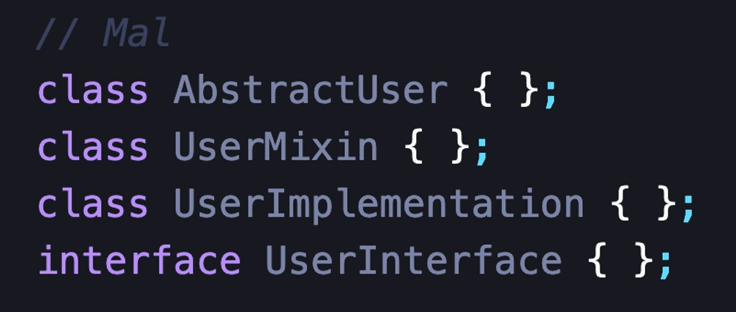 // Mal
class AbstractUser { };
class UserMixin { };
class UserImplementation { };
interface UserInterface { };